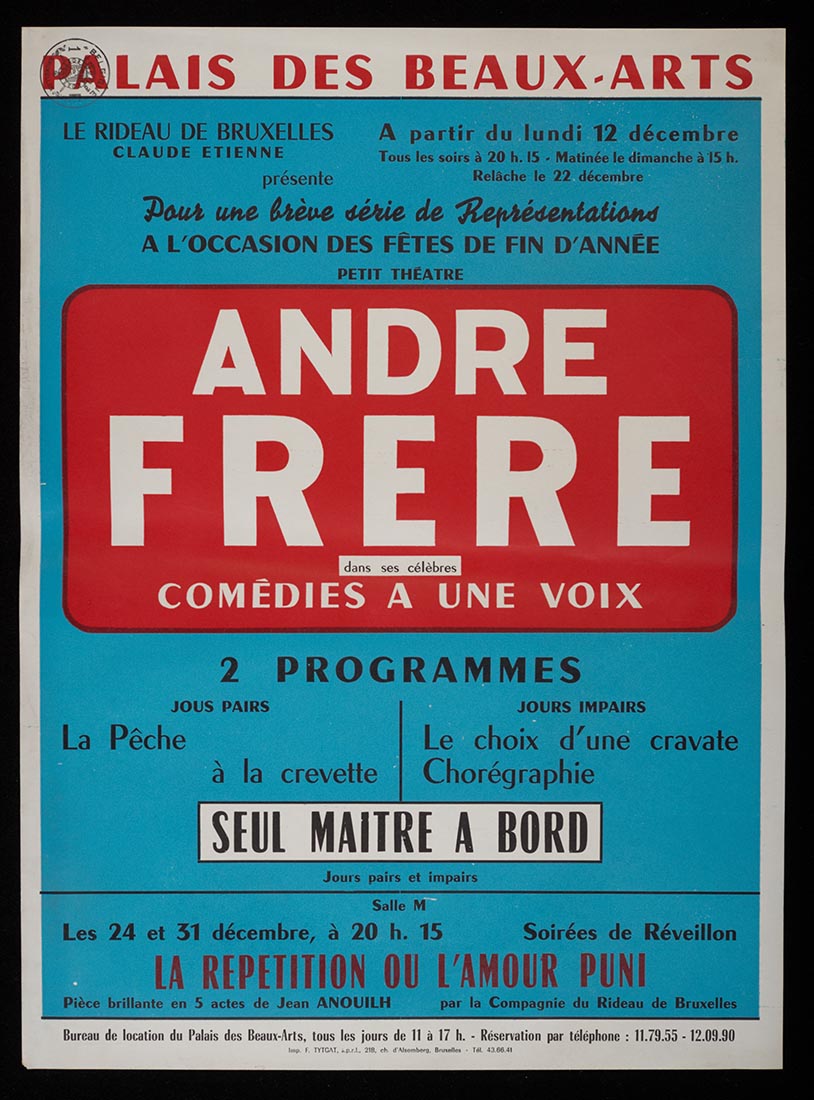 PALAIS DES BEAUX-ARTS
LE RIDEAU DE BRUXELLES
CLAUDE ETIENNE
présente
A partir du lundi 12 décembre
Tous les soirs à 20 h. 15 - Matinée le dimanche à 15 h.
Relâche le 22 décembre
Pour une brève série de Représentations
A L'OCCASION DES FÊTES DE FIN D'ANNÉE
PETIT THÉATRE
ANDRE
FRERE
dans ses célèbres
COMÉDIES A UNE VOIX
2 PROGRAMMES
JOUS PAIRS
La Pêche
à la crevette
JOURS IMPAIRS
Le choix d'une cravate
Chorégraphie
SEUL MAITRE A BORD
Jours pairs et impairs
Salle M
Les 24 et 31 décembre, à 20 h. 15 Soirées de Réveillon
LA REPETITION OU L'AMOUR PUNI
Pièce brillante en 5 actes de Jean ANOUILH par la Compagnie du Rideau de Bruxelles
Bureau de location du Palais des Beaux-Arts, tous les jours de 11 à 17 h. - Réservation par téléphone : 11.79.55 - 12.09.90
Imp. F. TYTGAT, s.p.r.l., 218, ch. d'Alsemberg, Bruxelles - Tél. 43.66.41